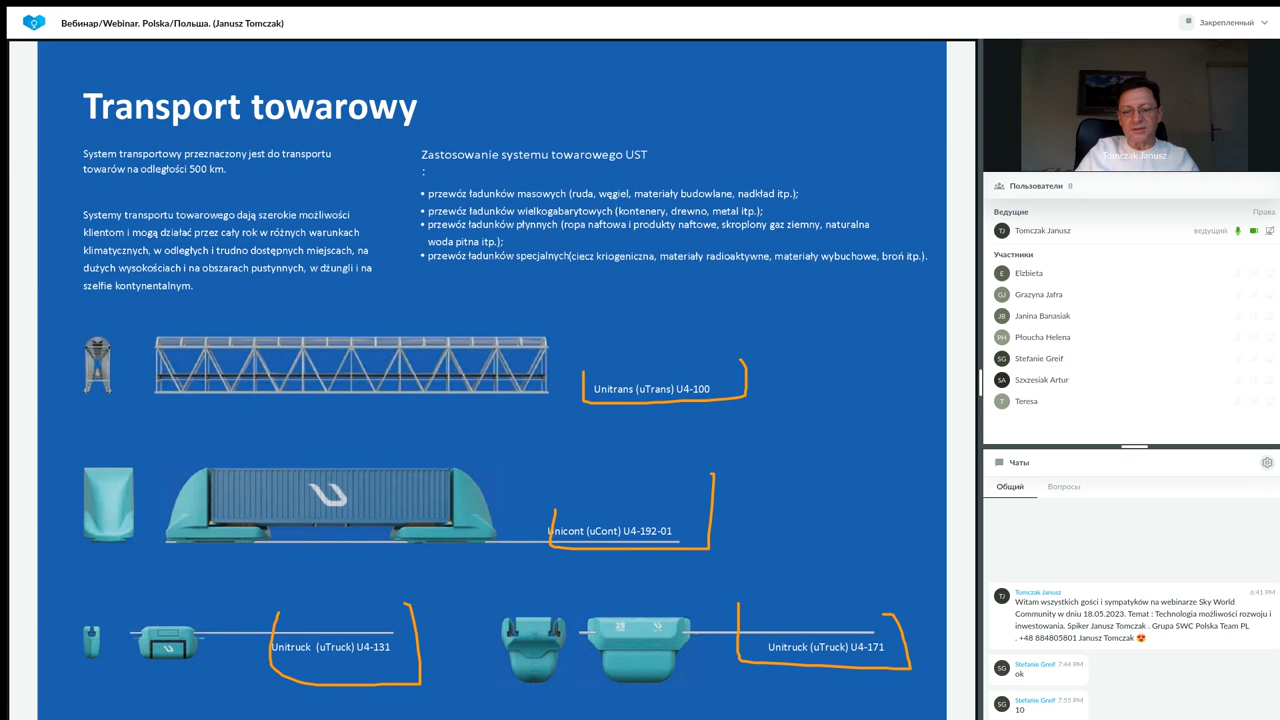 Вебинар/Webinar. Polska/Польша. (Janusz Tomczak)
Закрепленный
Transport towarowy
System transportowy przeznaczony jest do transportu
towarów na odległości 500 km.
Systemy transportu towarowego dają szerokie możliwości
klientom i mogą działać przez cały rok w różnych warunkach
klimatycznych, w odległych i trudno dostępnych miejscach, na
dużych wysokościach i na obszarach pustynnych, w dżungli i na
szelfie kontynentalnym.
Zastosowanie systemu towarowego UST
:
• przewóz ładunków masowych (ruda, węgiel, materiały budowlane, nadkład itp.);
• przewóz ładunków wielkogabarytowych (kontenery, drewno, metal itp.);
• przewóz ładunków płynnych (ropa naftowa i produkty naftowe, skroplony gaz ziemny, naturalna
woda pitna itp.);
• przewóz ładunków specjalnych(ciecz kriogeniczna, materiały radioaktywne, materiały wybuchowe, broń itp.).
Unitrans (uTrans) U4-100
Unicont (uCont) U4-192-01
Unitruck (uTruck) U4-131
25
Unitruck (uTruck) U4-171
Tomczak Janusz
Пользователи 8
Ведущие Права
TJ Tomczak Janusz ведущий
Участники
E Elzbieta
GJ Grazyna Jafra
JB Janina Banasiak
PH Płoucha Helena
SG Stefanie Greif
SA Szxzesiak Artur
T Teresa
Чаты
Общий Вопросы
TJ Tomczak Janusz 6:41 PM
Witam wszystkich gości i sympatyków na webinarze Sky World
Community w dniu 18.05.2023. Temat : Technologia możliwości rozwoju i
inwestowania. Spiker Janusz Tomczak . Grupa SWC Polska Team PL
. +48 884805801 Janusz Tomczak 😍
SG Stefanie Greif 7:44 PM
ok
SG Stefanie Greif 7:55 PM
10